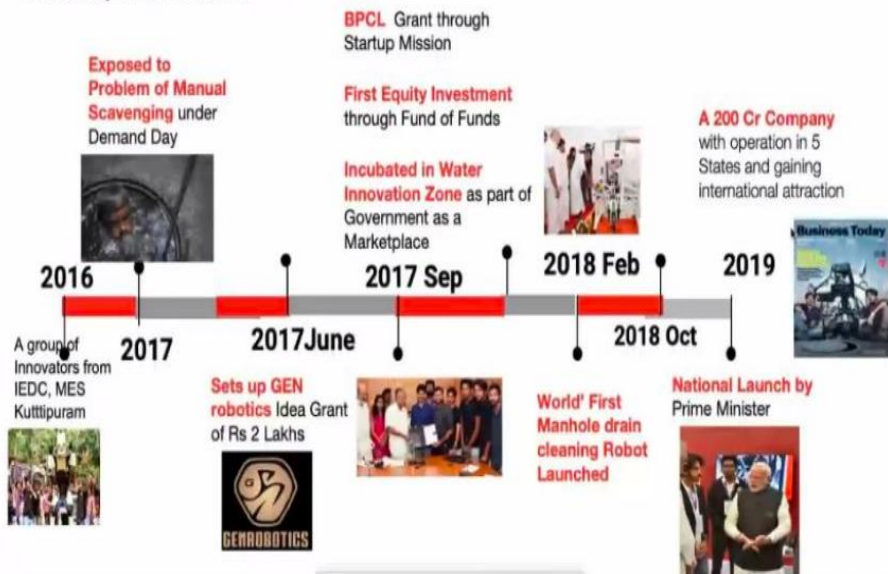 BPCL Grant through
Startup Mission
Exposed to
Problem of Manual
Scavenging under
Demand Day
First Equity Investment
through Fund of Funds
Incubated in Water
Innovation Zone as part of
Government as a
Marketplace
A 200 Cr Company
with operation in 5
States and gaining
international attraction
Business Today
2016
2017 Sep
2018 Feb
2019
2017
2017June
2018 Oct
A group of
Innovators from
IEDC, MES
Kutttipuram
Sets up GEN
robotics Idea Grant
of Rs 2 Lakhs
GENROBOTICS
World' First
Manhole drain
cleaning Robot
Launched
National Launch by
Prime Minister